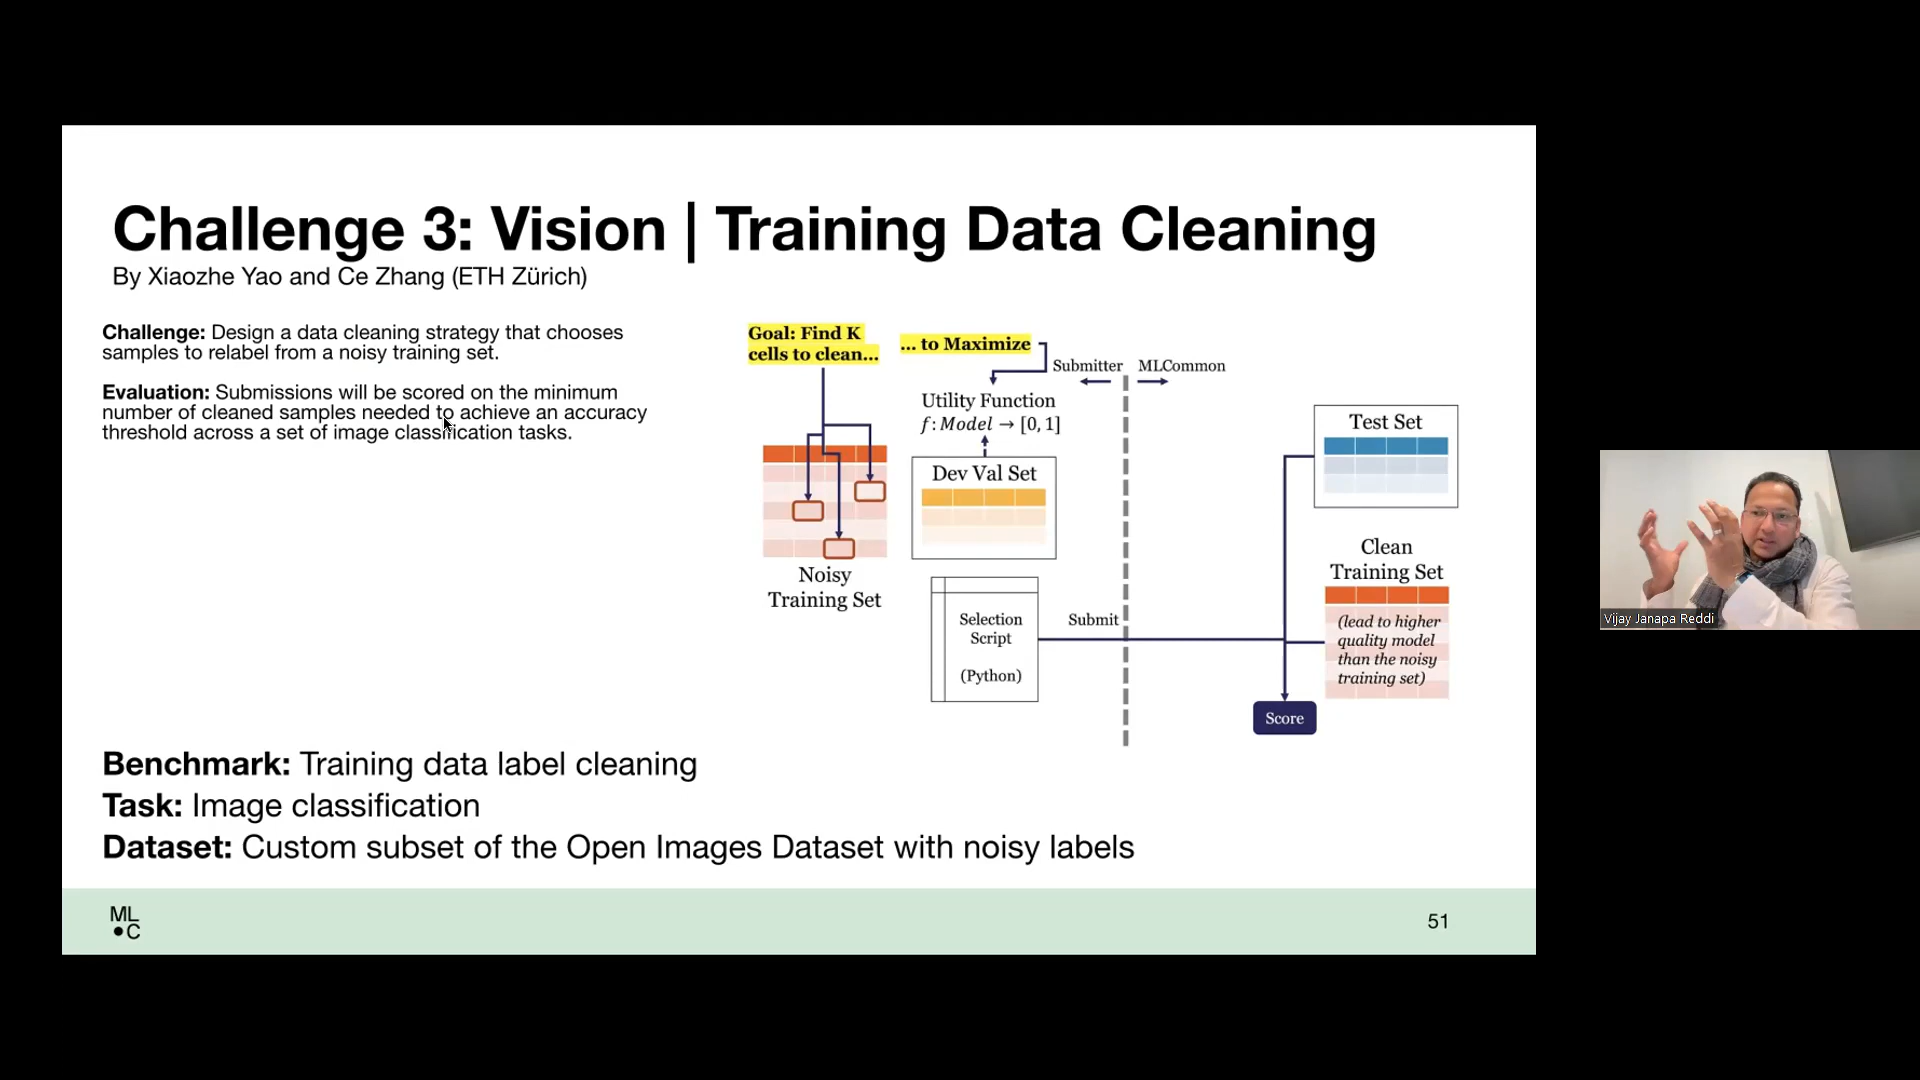 Challenge 3: Vision | Training Data Cleaning
By Xiaozhe Yao and Ce Zhang (ETH Zürich)
Challenge: Design a data cleaning strategy that chooses
samples to relabel from a noisy training set.
Evaluation: Submissions will be scored on the minimum
number of cleaned samples needed to achieve an accuracy
threshold across a set of image classification tasks.
Goal: Find K
cells to clean...
... to Maximize
Submitter
MLCommon
Utility Function
f: Model → [0, 1]
Dev Val Set
Noisy
Training Set
Selection
Script
(Python)
Submit
Test Set
Clean
Training Set
(lead to higher
quality model
than the noisy
training set)
Score
Benchmark: Training data label cleaning
Task: Image classification
Dataset: Custom subset of the Open Images Dataset with noisy labels
ML
•C
51
Vijay Janapa Reddi